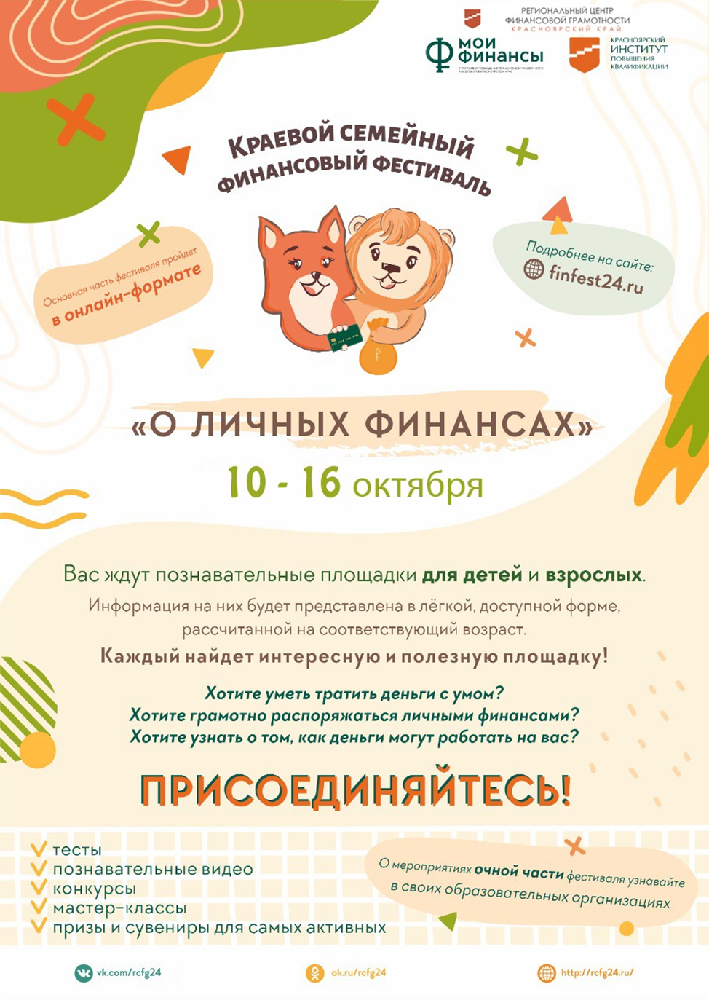 РЕГИОНАЛЬНЫЙ ЦЕНТР
ФИНАНСОВОЙ ГРАМОТНОСТИ
КРАСНОЯРСКИЙ КРАЙ
МОИ
ФИНАНСЫ
КРАСНОЯРСКИЙ
ИНСТИТУТ
ПОВЫШЕНИЯ
КВАЛИФИКАЦИИ
КРАЕВОЙ СЕМЕЙНЫЙ
ФИНАНСОВЫЙ ФЕСТИВАЛЬ
Основная часть фестиваля пройдет
в онлайн-формате
Подробнее на сайте:
finfest24.ru
«О ЛИЧНЫХ ФИНАНСАХ»
10 - 16 октября
Вас ждут познавательные площадки для детей и взрослых.
Информация на них будет представлена в лёгкой, доступной форме,
рассчитанной на соответствующий возраст.
Каждый найдет интересную и полезную площадку!
Хотите уметь тратить деньги с умом?
Хотите грамотно распоряжаться личными финансами?
Хотите узнать о том, как деньги могут работать на вас?
ПРИСОЕДИНЯЙТЕСЬ!
тесты
познавательные видео
конкурсы
мастер-классы
призы и сувениры для самых активных
О мероприятиях очной части фестиваля узнавайте
в своих образовательных организациях
vk.com/rcfg24
ok.ru/rcfg24
http://rcfg24.ru/